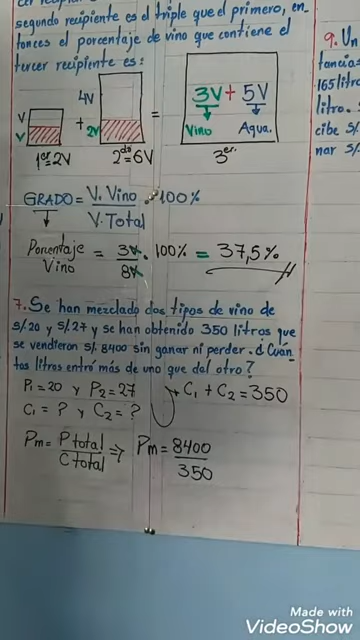 segundo recipiente es el triple que el primero, en-
tonces el porcentaje de vino que contiene el
tercer recipiente es:
V
V
1er=2V
+
4V
2V
2do=6V
=
3V + 5V
Vino Agua.
3er.
GRADO = V. Vino . 100%
V. Total
Porcentaje Vino = 3V . 100% = 37,5%
8V
7. Se han mezclado dos tipos de vino de
S/.20 y S/.27 y se han obtenido 350 litros que
se vendieron S/. 8400 sin ganar ni perder. ¿Cuán
tos litros entró más de uno que del otro?
P1 = 20 y P2 = 27
C1 + C2 = 350
C1 = ? y C2 = ?
Pm = P total => Pm = 8400
C total 350
9. Un
tancia
165 litro
litro. S
cibe S/.
nar S/.
Made with
VideoShow